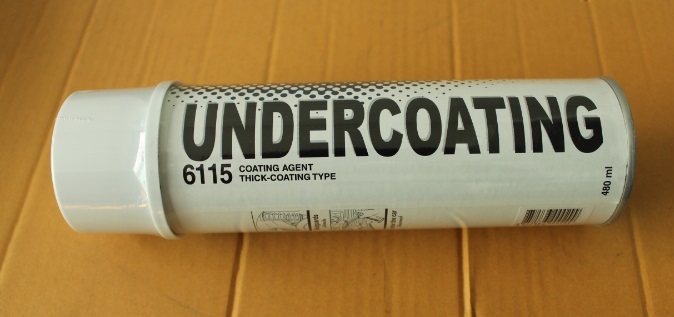 UNDERCOATING
6115 COATING AGENT
THICK-COATING TYPE
480 ml